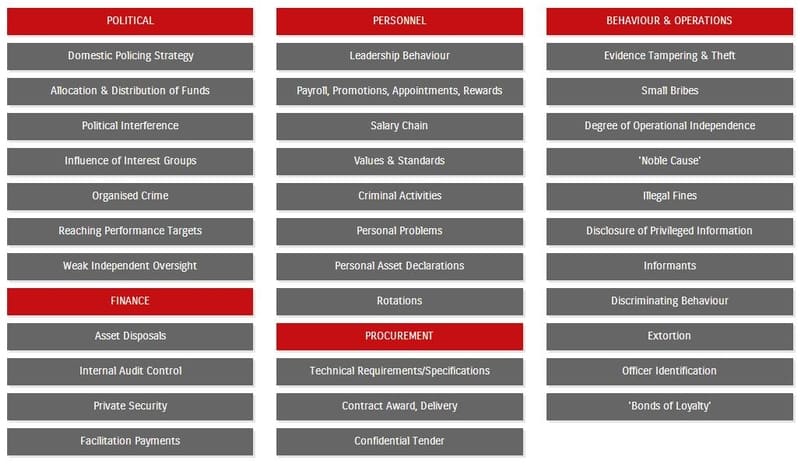 POLITICAL
Domestic Policing Strategy
Allocation & Distribution of Funds
Political Interference
Influence of Interest Groups
Organised Crime
Reaching Performance Targets
Weak Independent Oversight
FINANCE
Asset Disposals
Internal Audit Control
Private Security
Facilitation Payments
PERSONNEL
Leadership Behaviour
Payroll, Promotions, Appointments, Rewards
Salary Chain
Values & Standards
Criminal Activities
Personal Problems
Personal Asset Declarations
Rotations
PROCUREMENT
Technical Requirements/Specifications
Contract Award, Delivery
Confidential Tender
BEHAVIOUR & OPERATIONS
Evidence Tampering & Theft
Small Bribes
Degree of Operational Independence
'Noble Cause'
Illegal Fines
Disclosure of Privileged Information
Informants
Discriminating Behaviour
Extortion
Officer Identification
'Bonds of Loyalty'